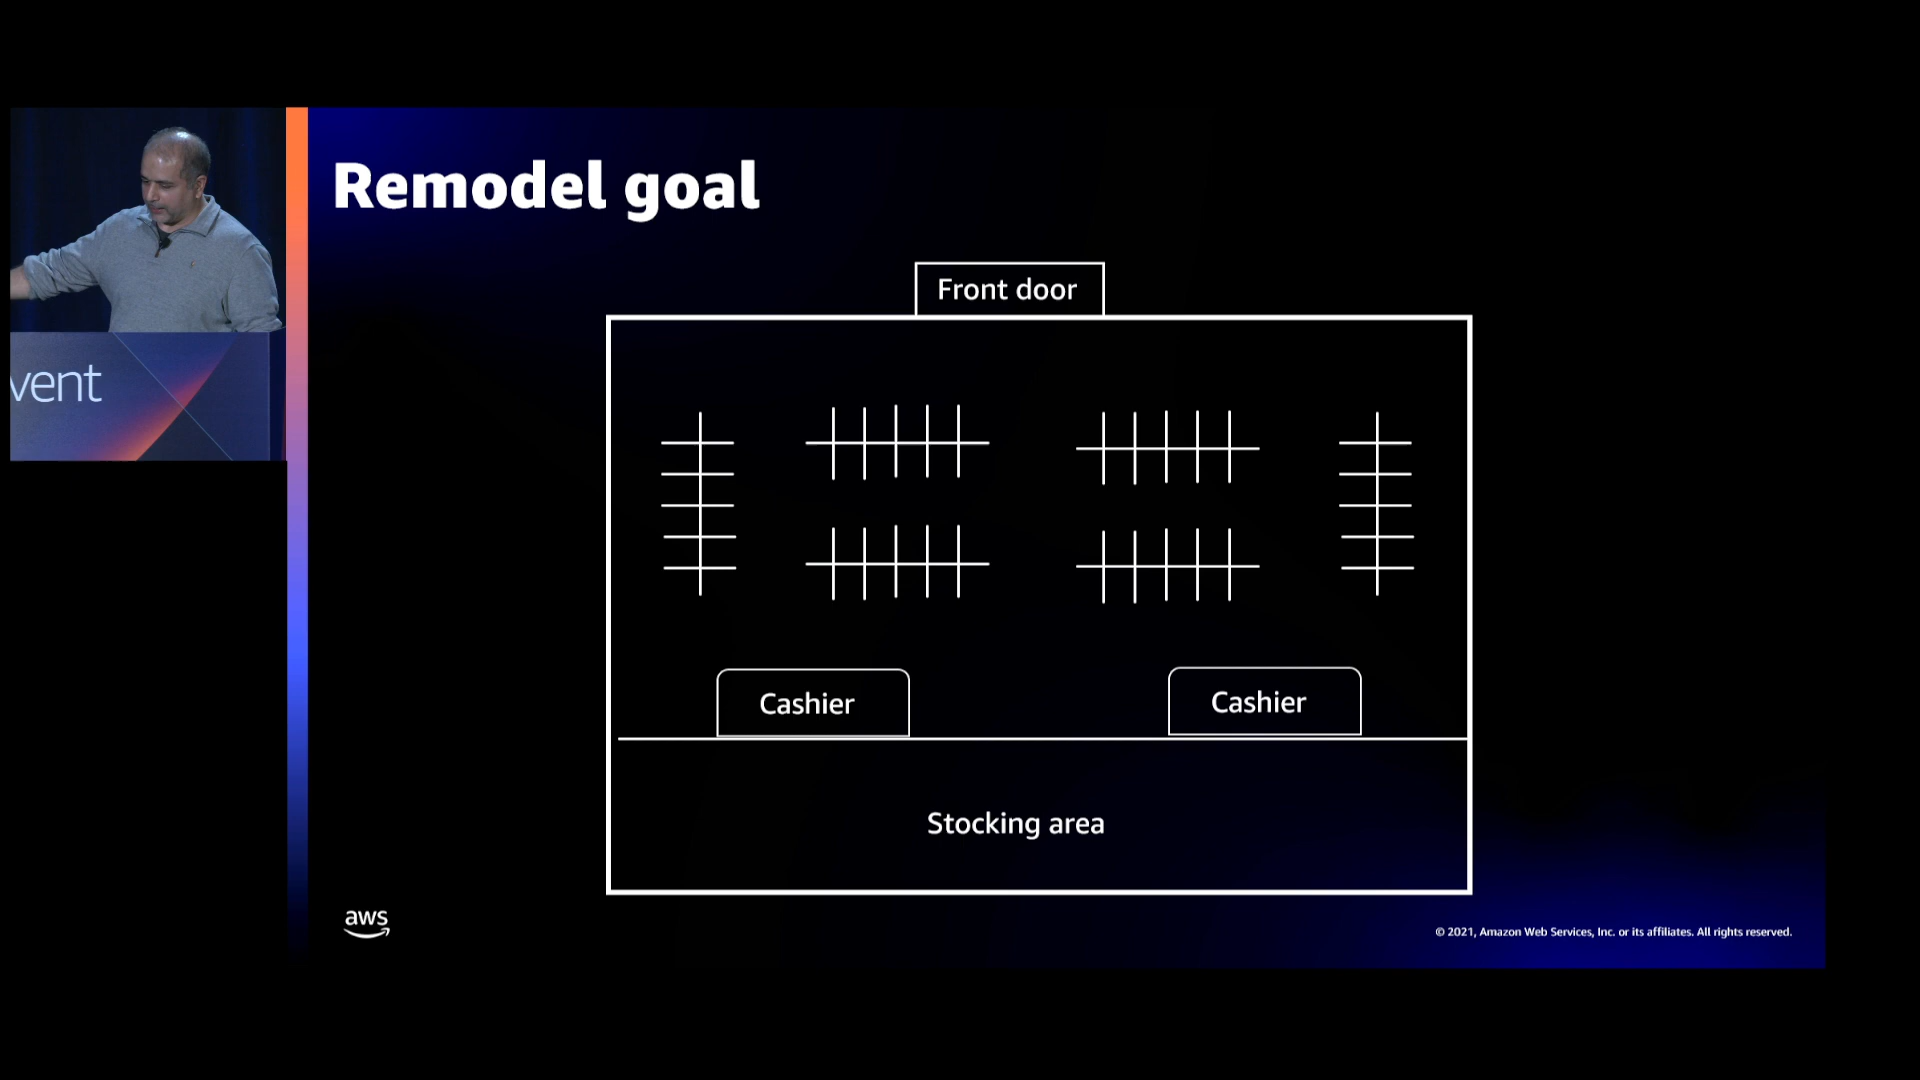 vent
Remodel goal
Front door
Cashier
Cashier
Stocking area
aws
© 2021, Amazon Web Services, Inc. or its affiliates. All rights reserved.